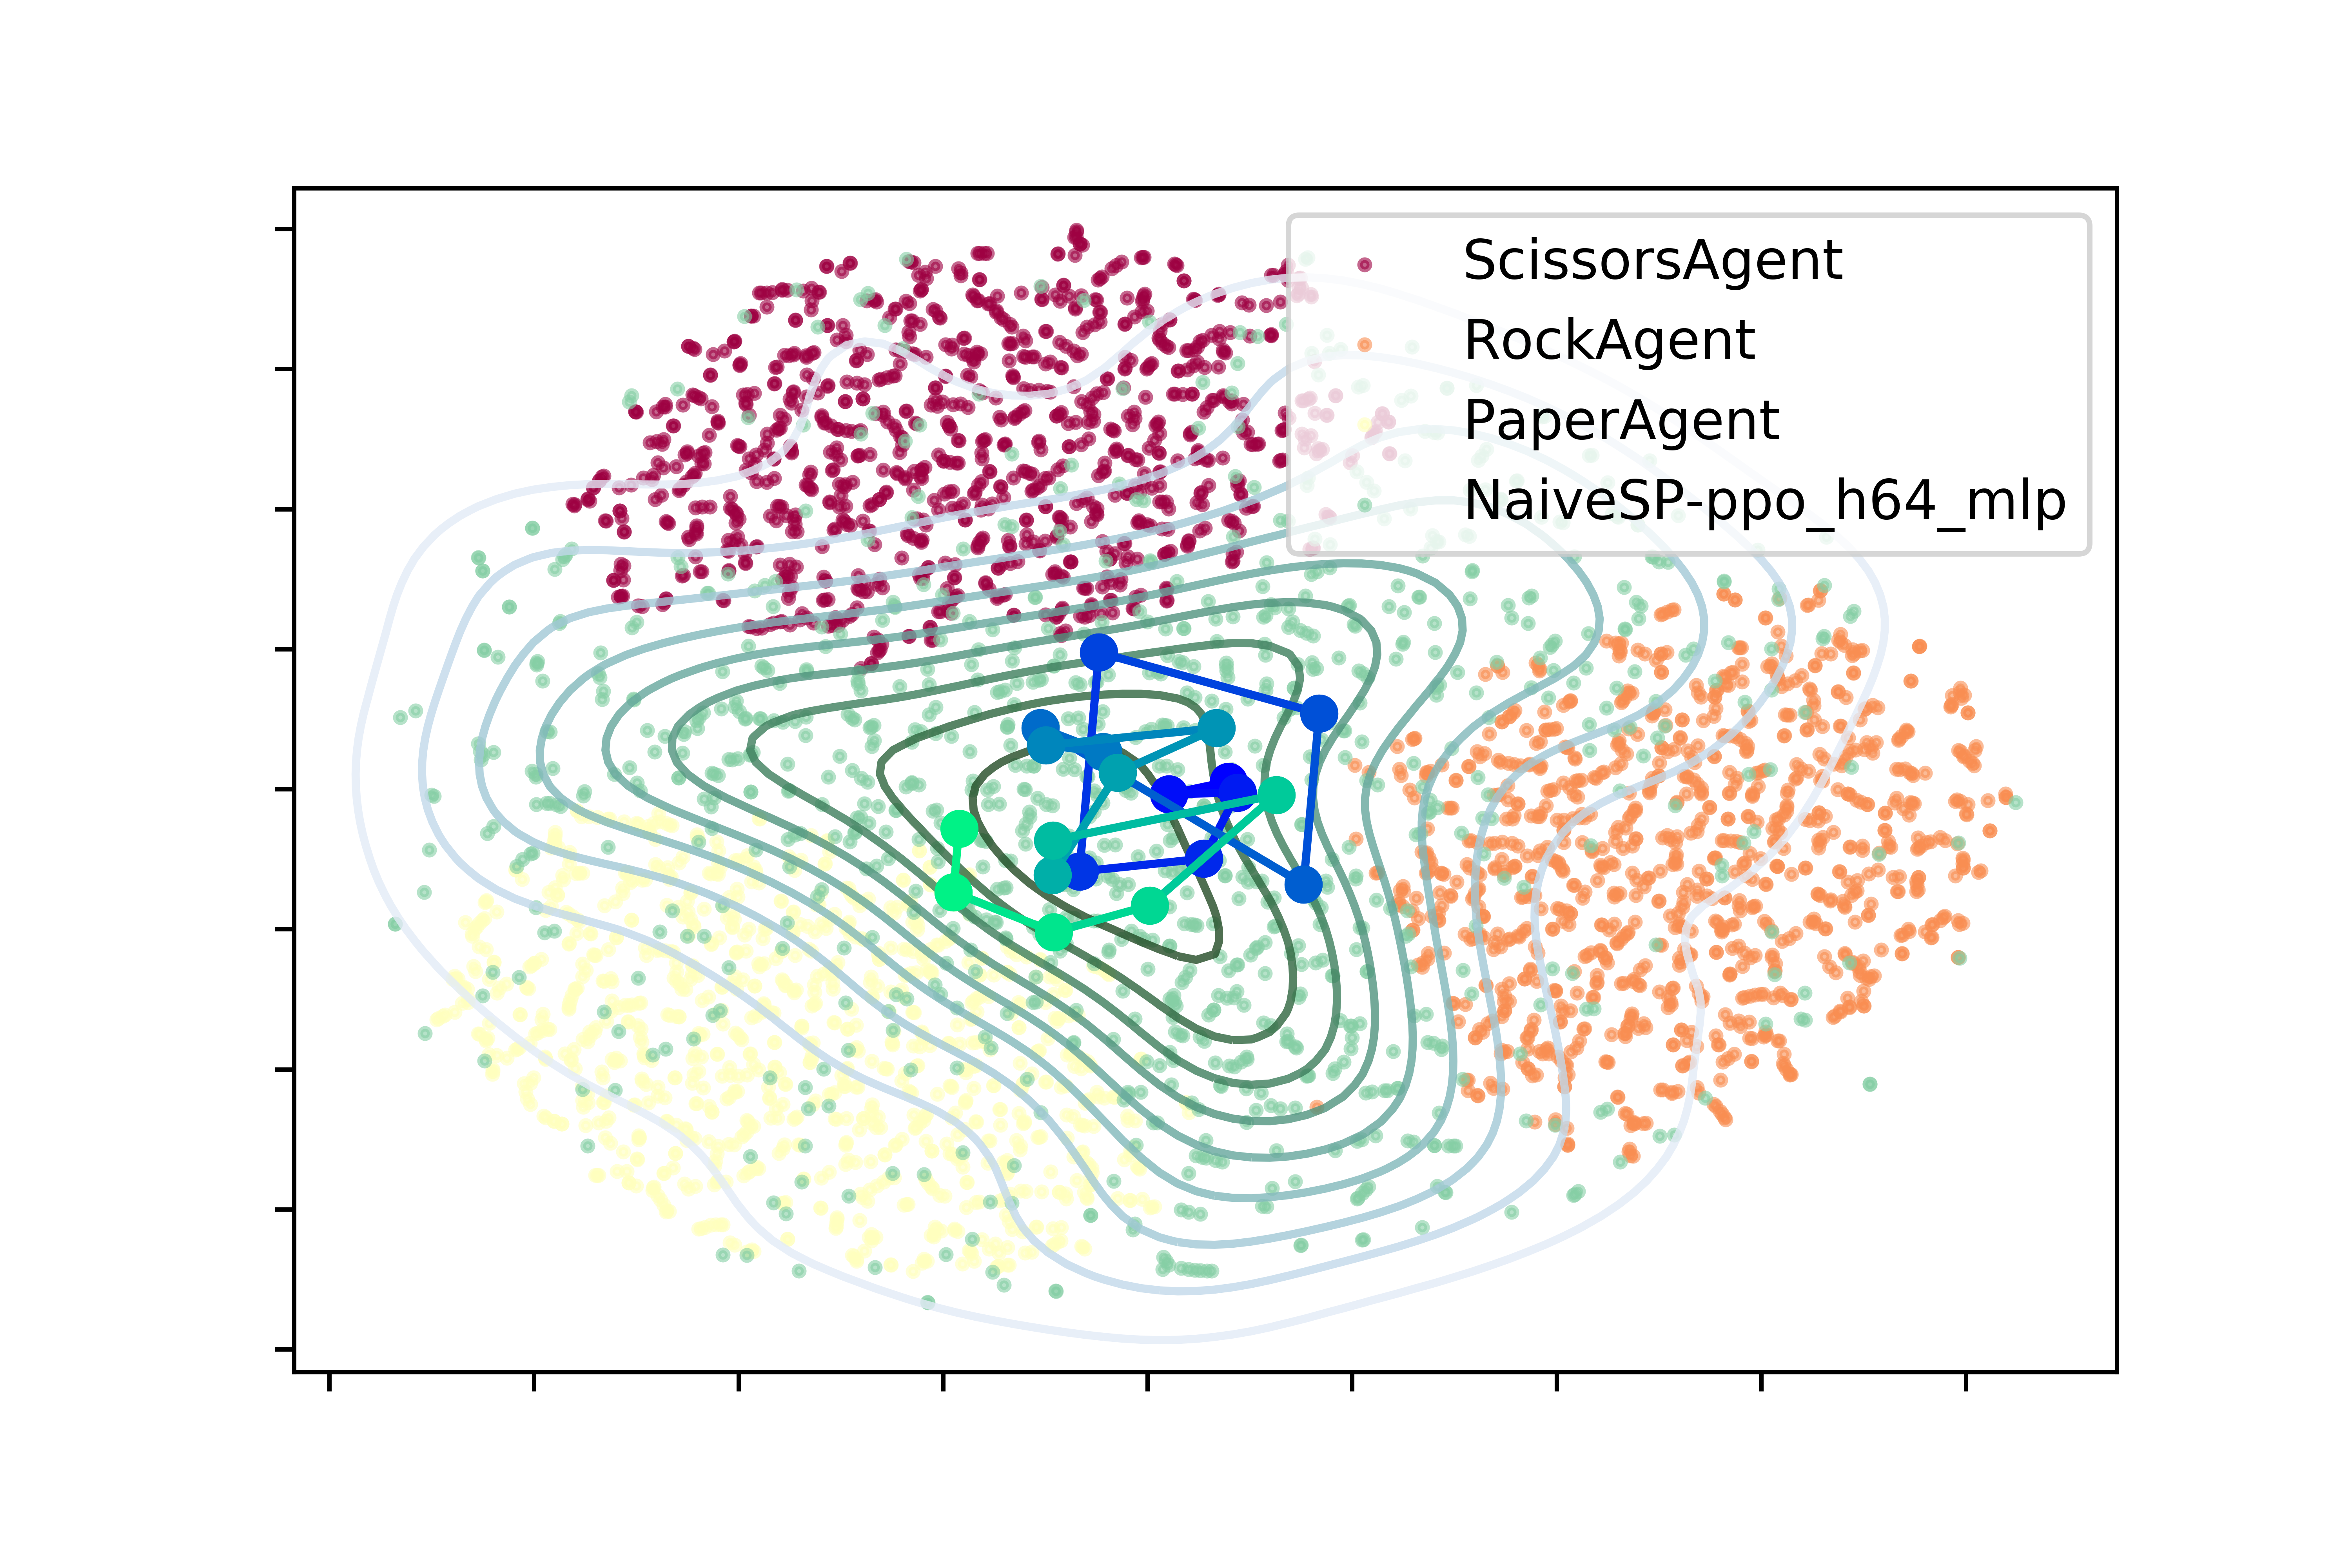 ScissorsAgent
RockAgent
PaperAgent
NaiveSP-ppo_h64_mlp